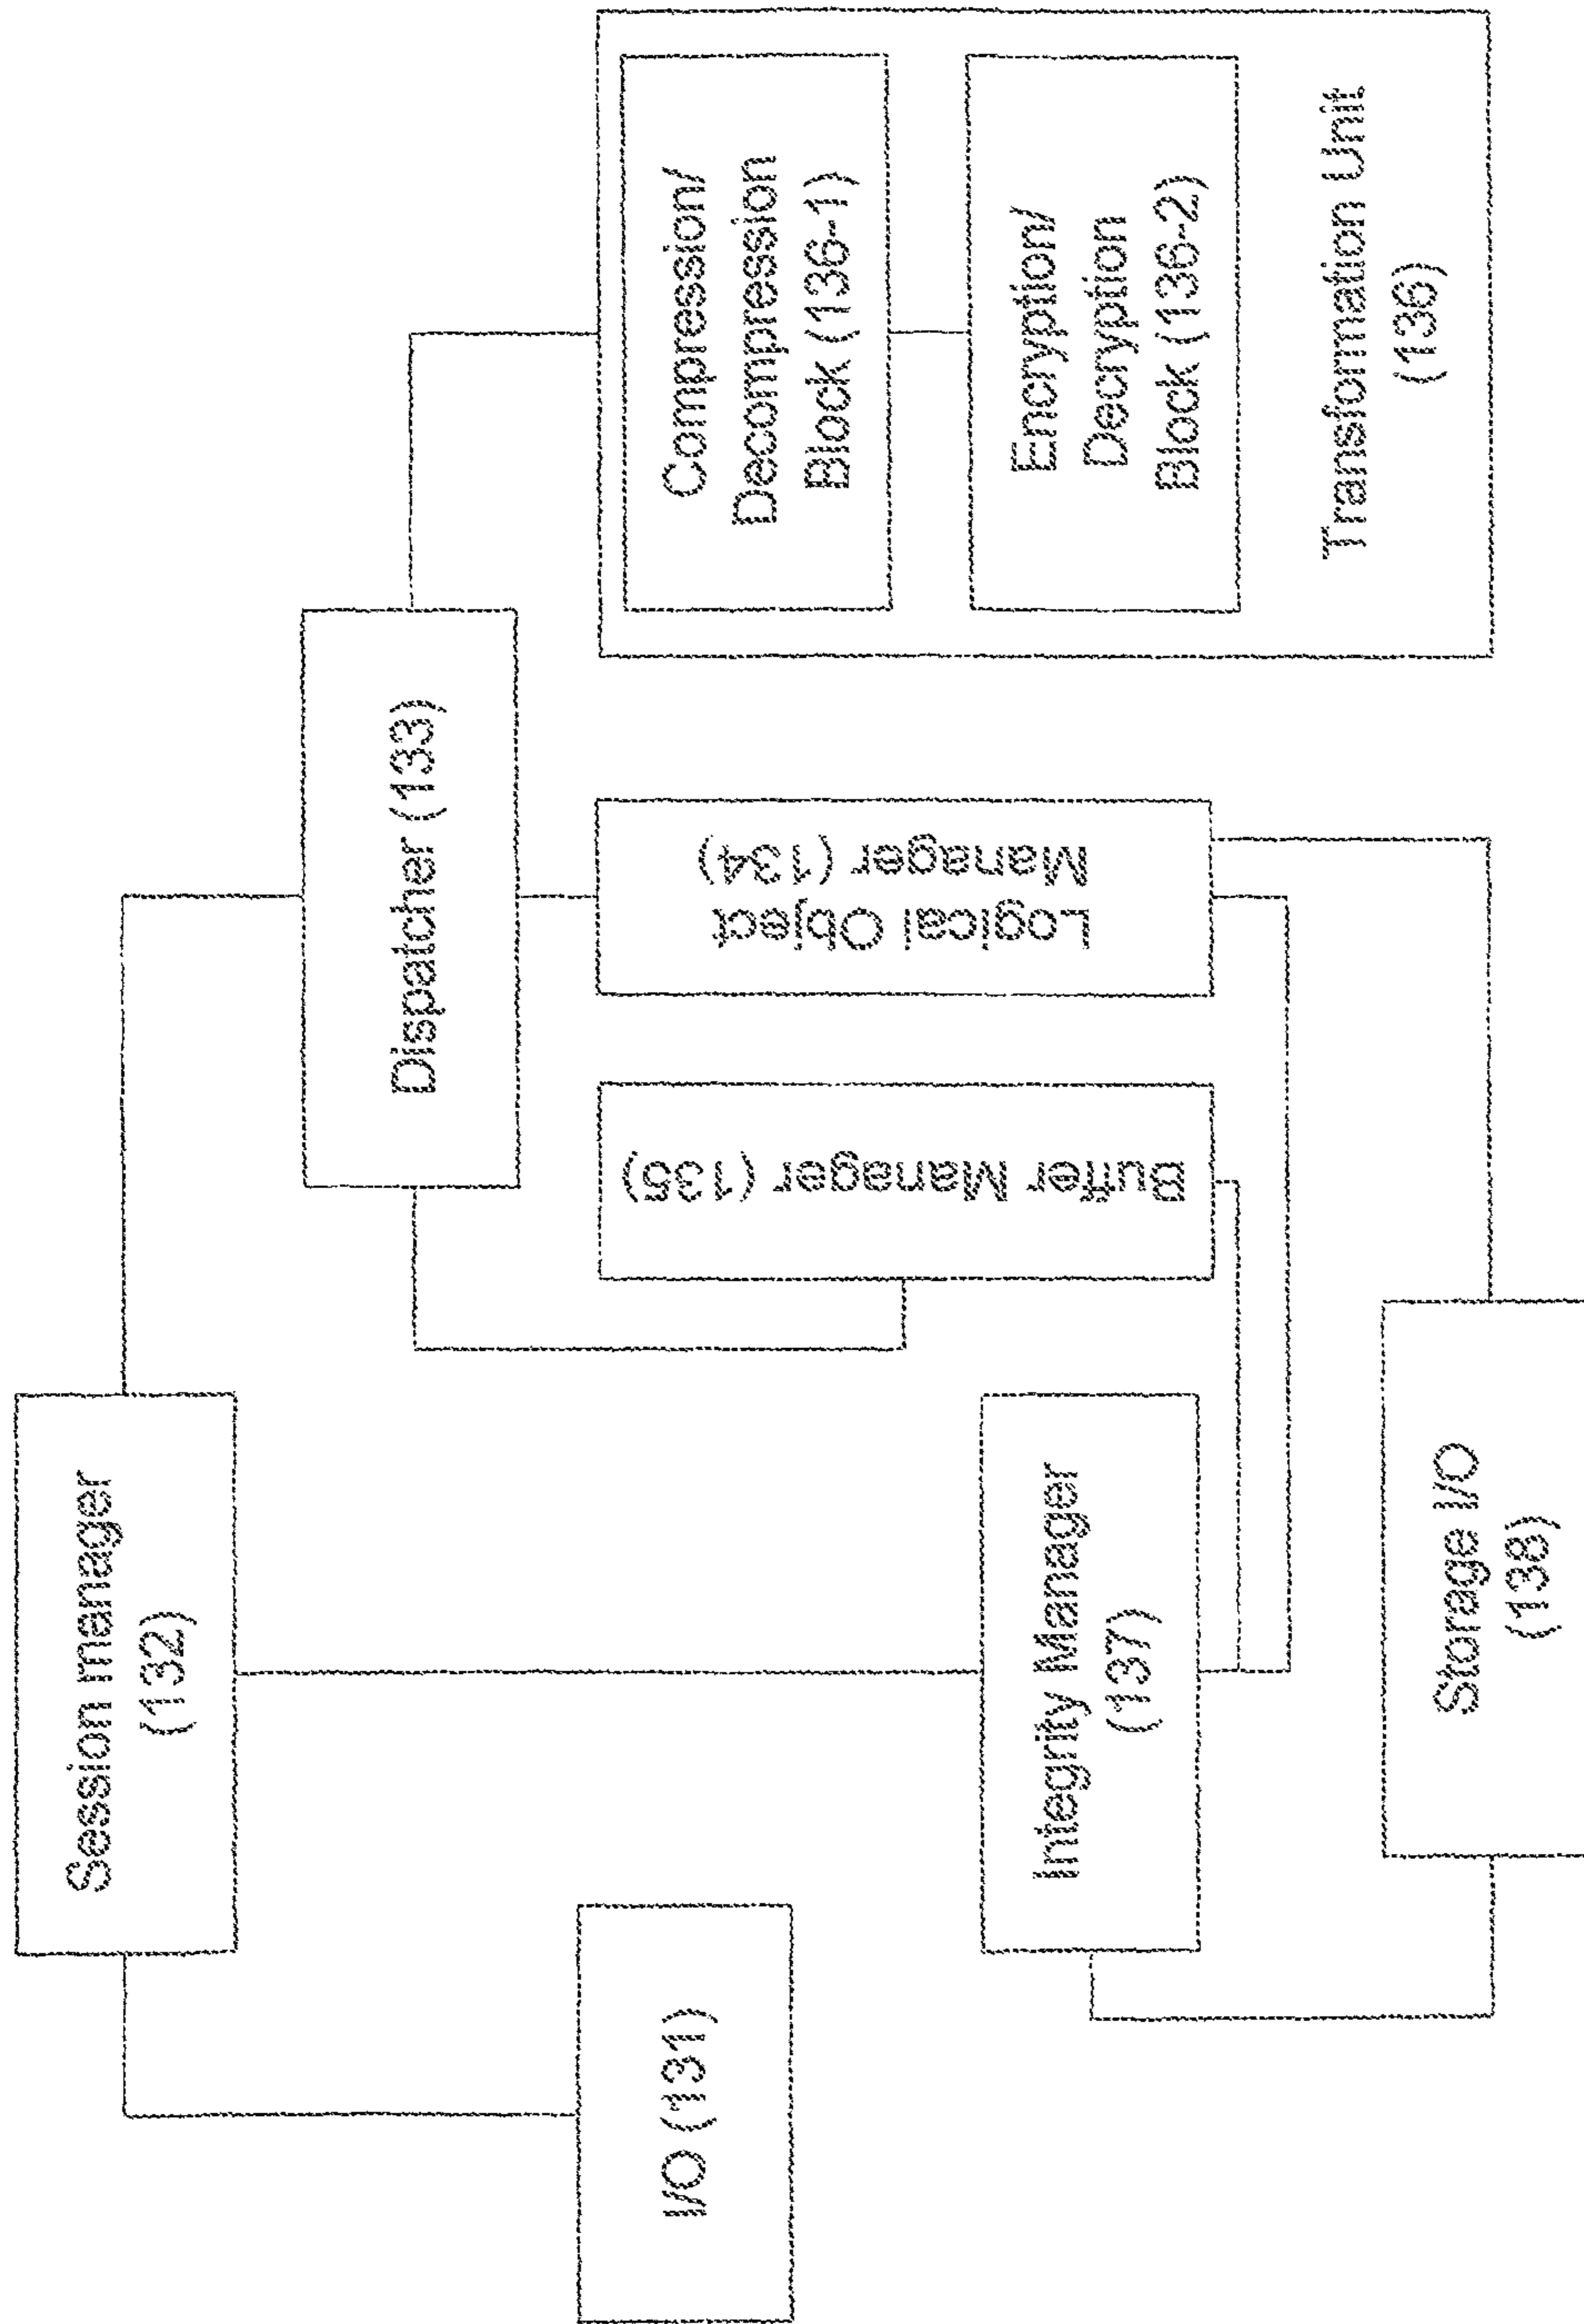 Session manager
(132)
I/O (131)
Dispatcher (133)
Integrity Manager
(137)
Buffer Manager (135)
Logical Object
Manager (134)
Compression/
Decompression
Block (136-1)
Encryption/
Decryption
Block (136-2)
Transformation Unit
(136)
Storage I/O
(138)